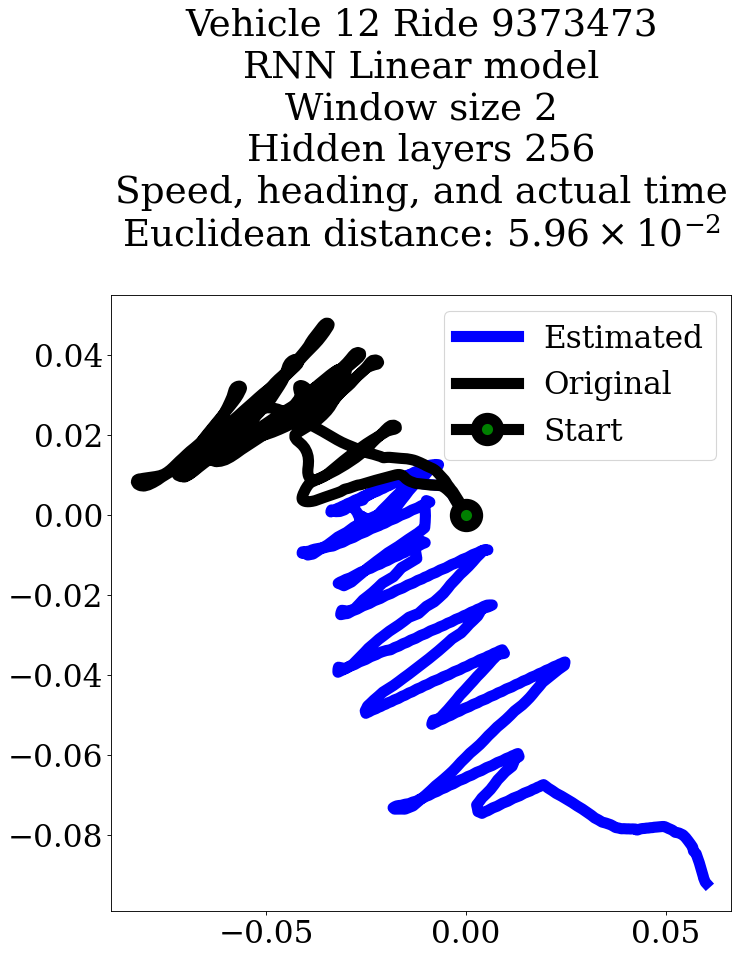 Vehicle 12 Ride 9373473
RNN Linear model
Window size 2
Hidden layers 256
Speed, heading, and actual time
Euclidean distance: 5.96 × 10⁻²
Estimated
Original
Start
0.04
0.02
0.00
−0.02
−0.04
−0.06
−0.08
−0.05 0.00 0.05